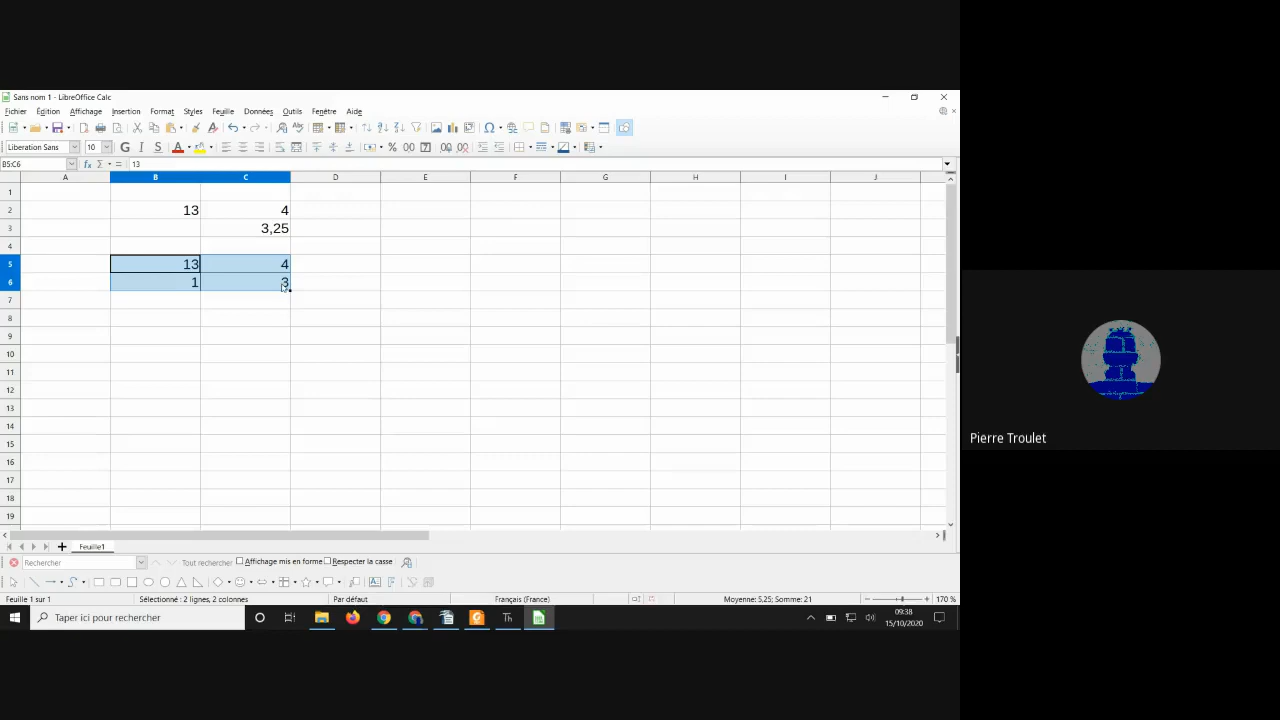 Sans nom 1 - LibreOffice Calc
Fichier Édition Affichage Insertion Format Styles Feuille Données Outils Fenêtre Aide
Liberation Sans 10 G I S
B5:C6 13
A B C D E F G H I J
1
2 13 4
3 3,25
4
5 13 4
6 1 3
7
8
9
10
11
12
13
14
15
16
17
18
19
Pierre Troulet
Feuille1
Rechercher Tout rechercher Affichage mis en forme Respecter la casse
Feuille 1 sur 1 Sélectionné : 2 lignes, 2 colonnes Par défaut Français (France) Moyenne: 5,25; Somme: 21 170 %
Taper ici pour rechercher Th 09:38
15/10/2020